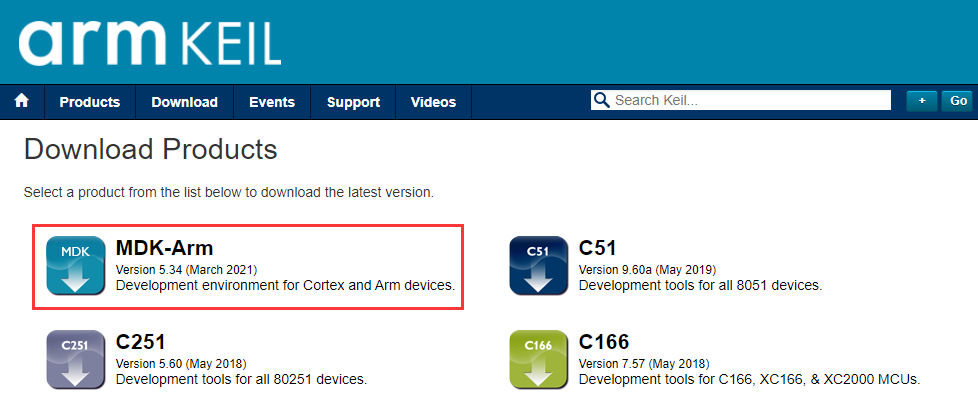 arm KEIL
Products Download Events Support Videos Search Keil... + Go
Download Products
Select a product from the list below to download the latest version.
MDK
MDK-Arm
Version 5.34 (March 2021)
Development environment for Cortex and Arm devices.
C51
C51
Version 9.60a (May 2019)
Development tools for all 8051 devices.
C251
C251
Version 5.60 (May 2018)
Development tools for all 80251 devices.
C166
C166
Version 7.57 (May 2018)
Development tools for C166, XC166, & XC2000 MCUs.